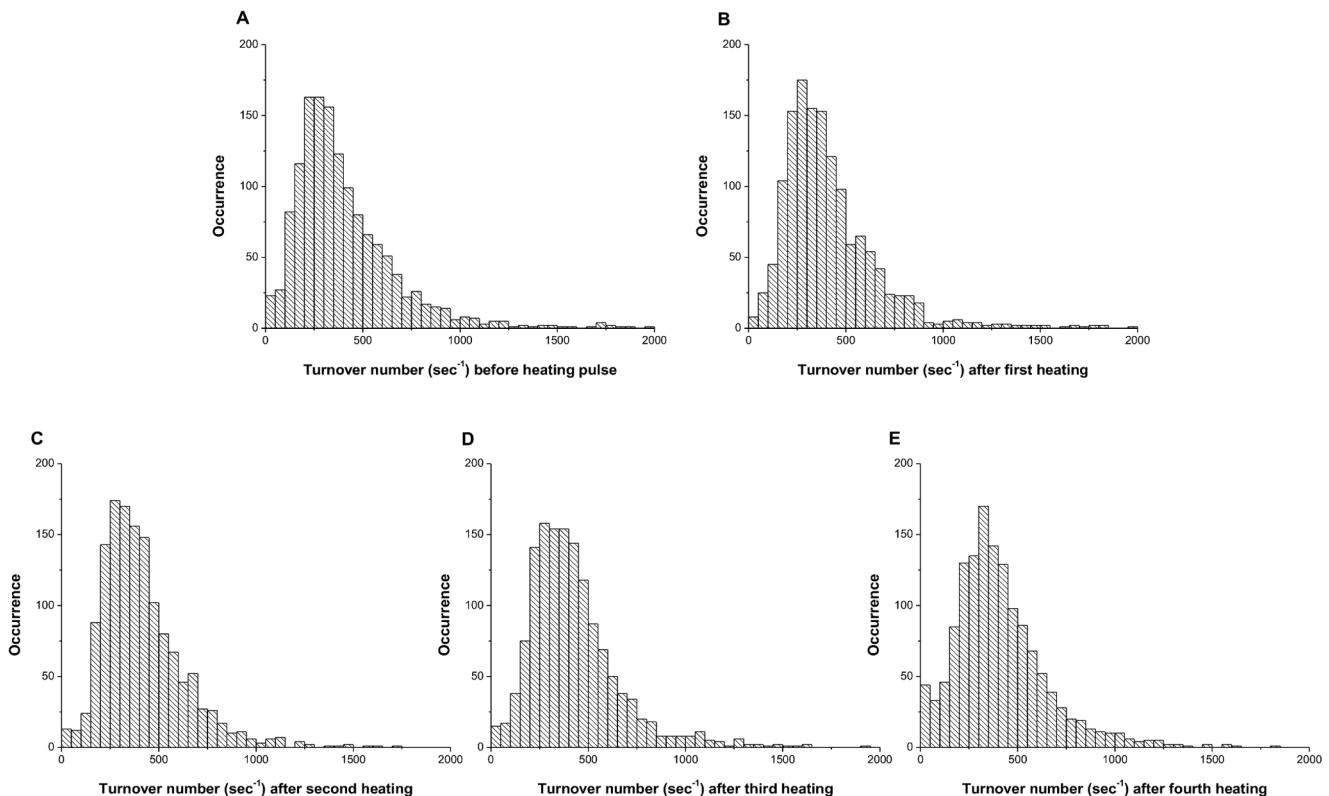 A
B
200
150
100
50
0
Occurrence
0 500 1000 1500 2000
Turnover number (sec⁻¹) before heating pulse
200
150
100
50
0
Occurrence
0 500 1000 1500 2000
Turnover number (sec⁻¹) after first heating
C
D
E
200
150
100
50
0
Occurrence
0 500 1000 1500 2000
Turnover number (sec⁻¹) after second heating
200
150
100
50
0
Occurrence
0 500 1000 1500 2000
Turnover number (sec⁻¹) after third heating
200
150
100
50
0
Occurrence
0 500 1000 1500 2000
Turnover number (sec⁻¹) after fourth heating